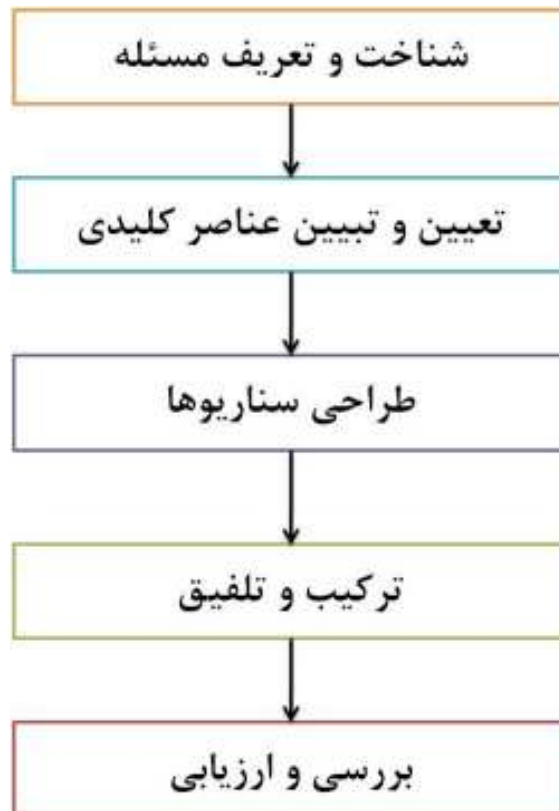 شناخت و تعریف مسئله
تعیین و تبیین عناصر کلیدی
طراحی سناریوها
ترکیب و تلفیق
بررسی و ارزیابی